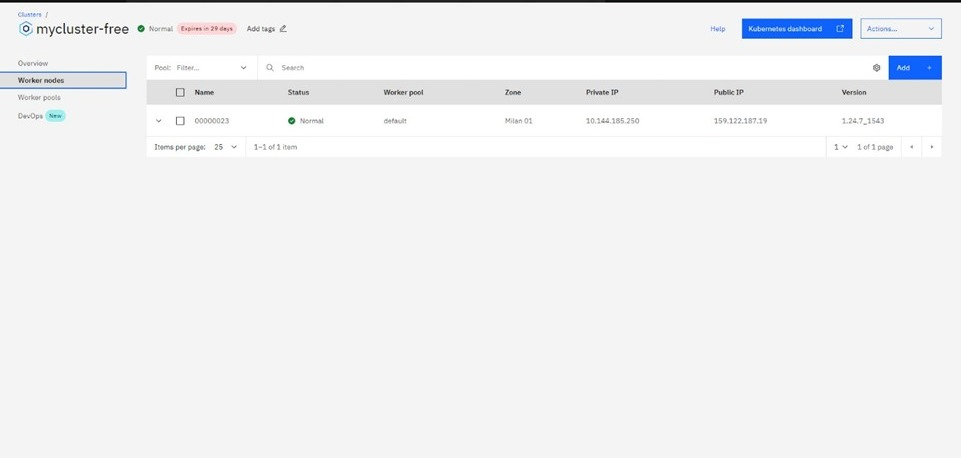 Clusters /
mycluster-free Normal Expires in 29 days Add tags Help Kubernetes dashboard Actions...
Overview
Worker nodes
Worker pools
DevOps New
Pool: Filter... Search Add +
Name Status Worker pool Zone Private IP Public IP Version
00000023 Normal default Milan 01 10.144.185.250 159.122.187.19 1.24.7_1543
Items per page: 25 1–1 of 1 item 1 1 of 1 page